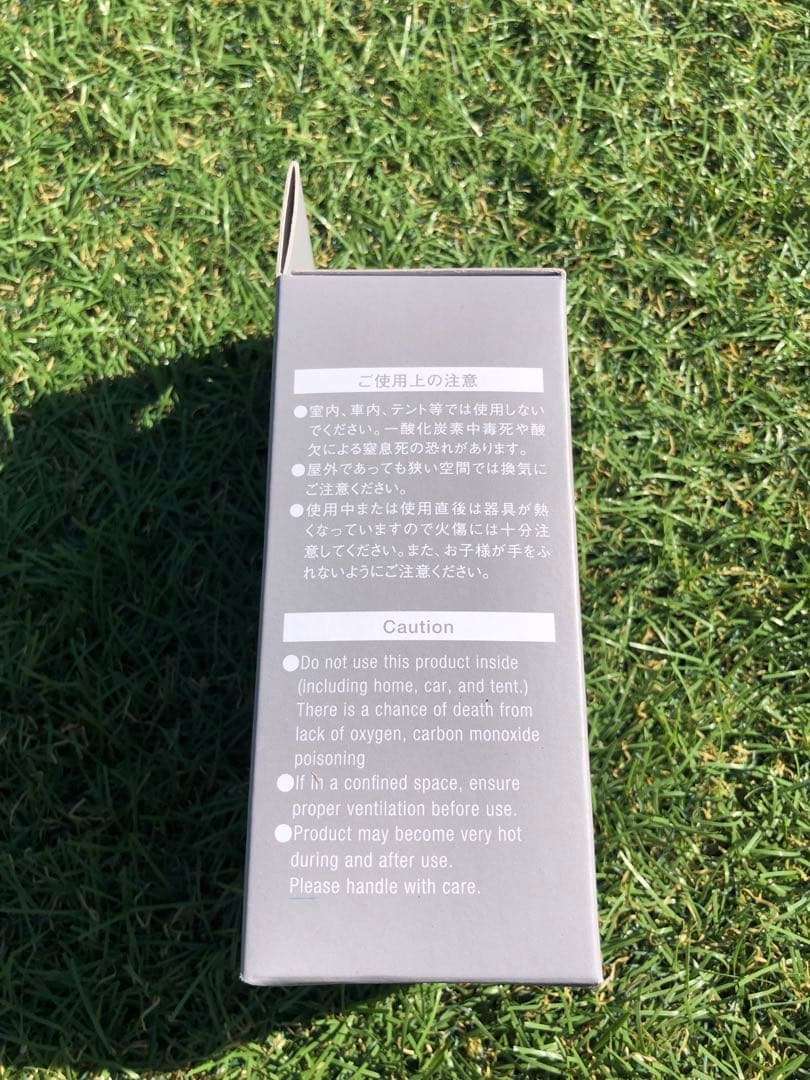 ご使用上の注意
●室内、車内、テント等では使用しない
でください。一酸化炭素中毒死や酸
欠による窒息死の恐れがあります。
●屋外であっても狭い空間では換気に
ご注意ください。
●使用中または使用直後は器具が熱
くなっていますので火傷には十分注
意してください。また、お子様が手をふ
れないようにご注意ください。
Caution
●Do not use this product inside
(including home, car, and tent.)
There is a chance of death from
lack of oxygen, carbon monoxide
poisoning
●If in a confined space, ensure
proper ventilation before use.
●Product may become very hot
during and after use.
Please handle with care.